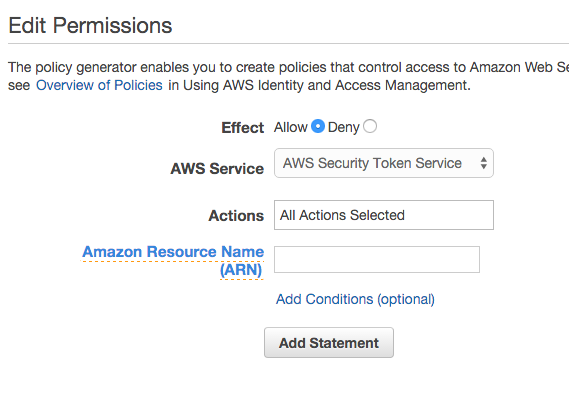 Edit Permissions
The policy generator enables you to create policies that control access to Amazon Web Se
see Overview of Policies in Using AWS Identity and Access Management.
Effect Allow Deny
AWS Service AWS Security Token Service
Actions All Actions Selected
Amazon Resource Name
(ARN)
Add Conditions (optional)
Add Statement